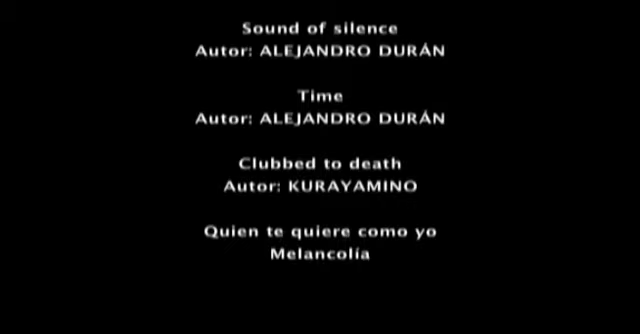 Sound of silence
Autor: ALEJANDRO DURÁN
Time
Autor: ALEJANDRO DURÁN
Clubbed to death
Autor: KURAYAMINO
Quien te quiere como yo
Melancolía